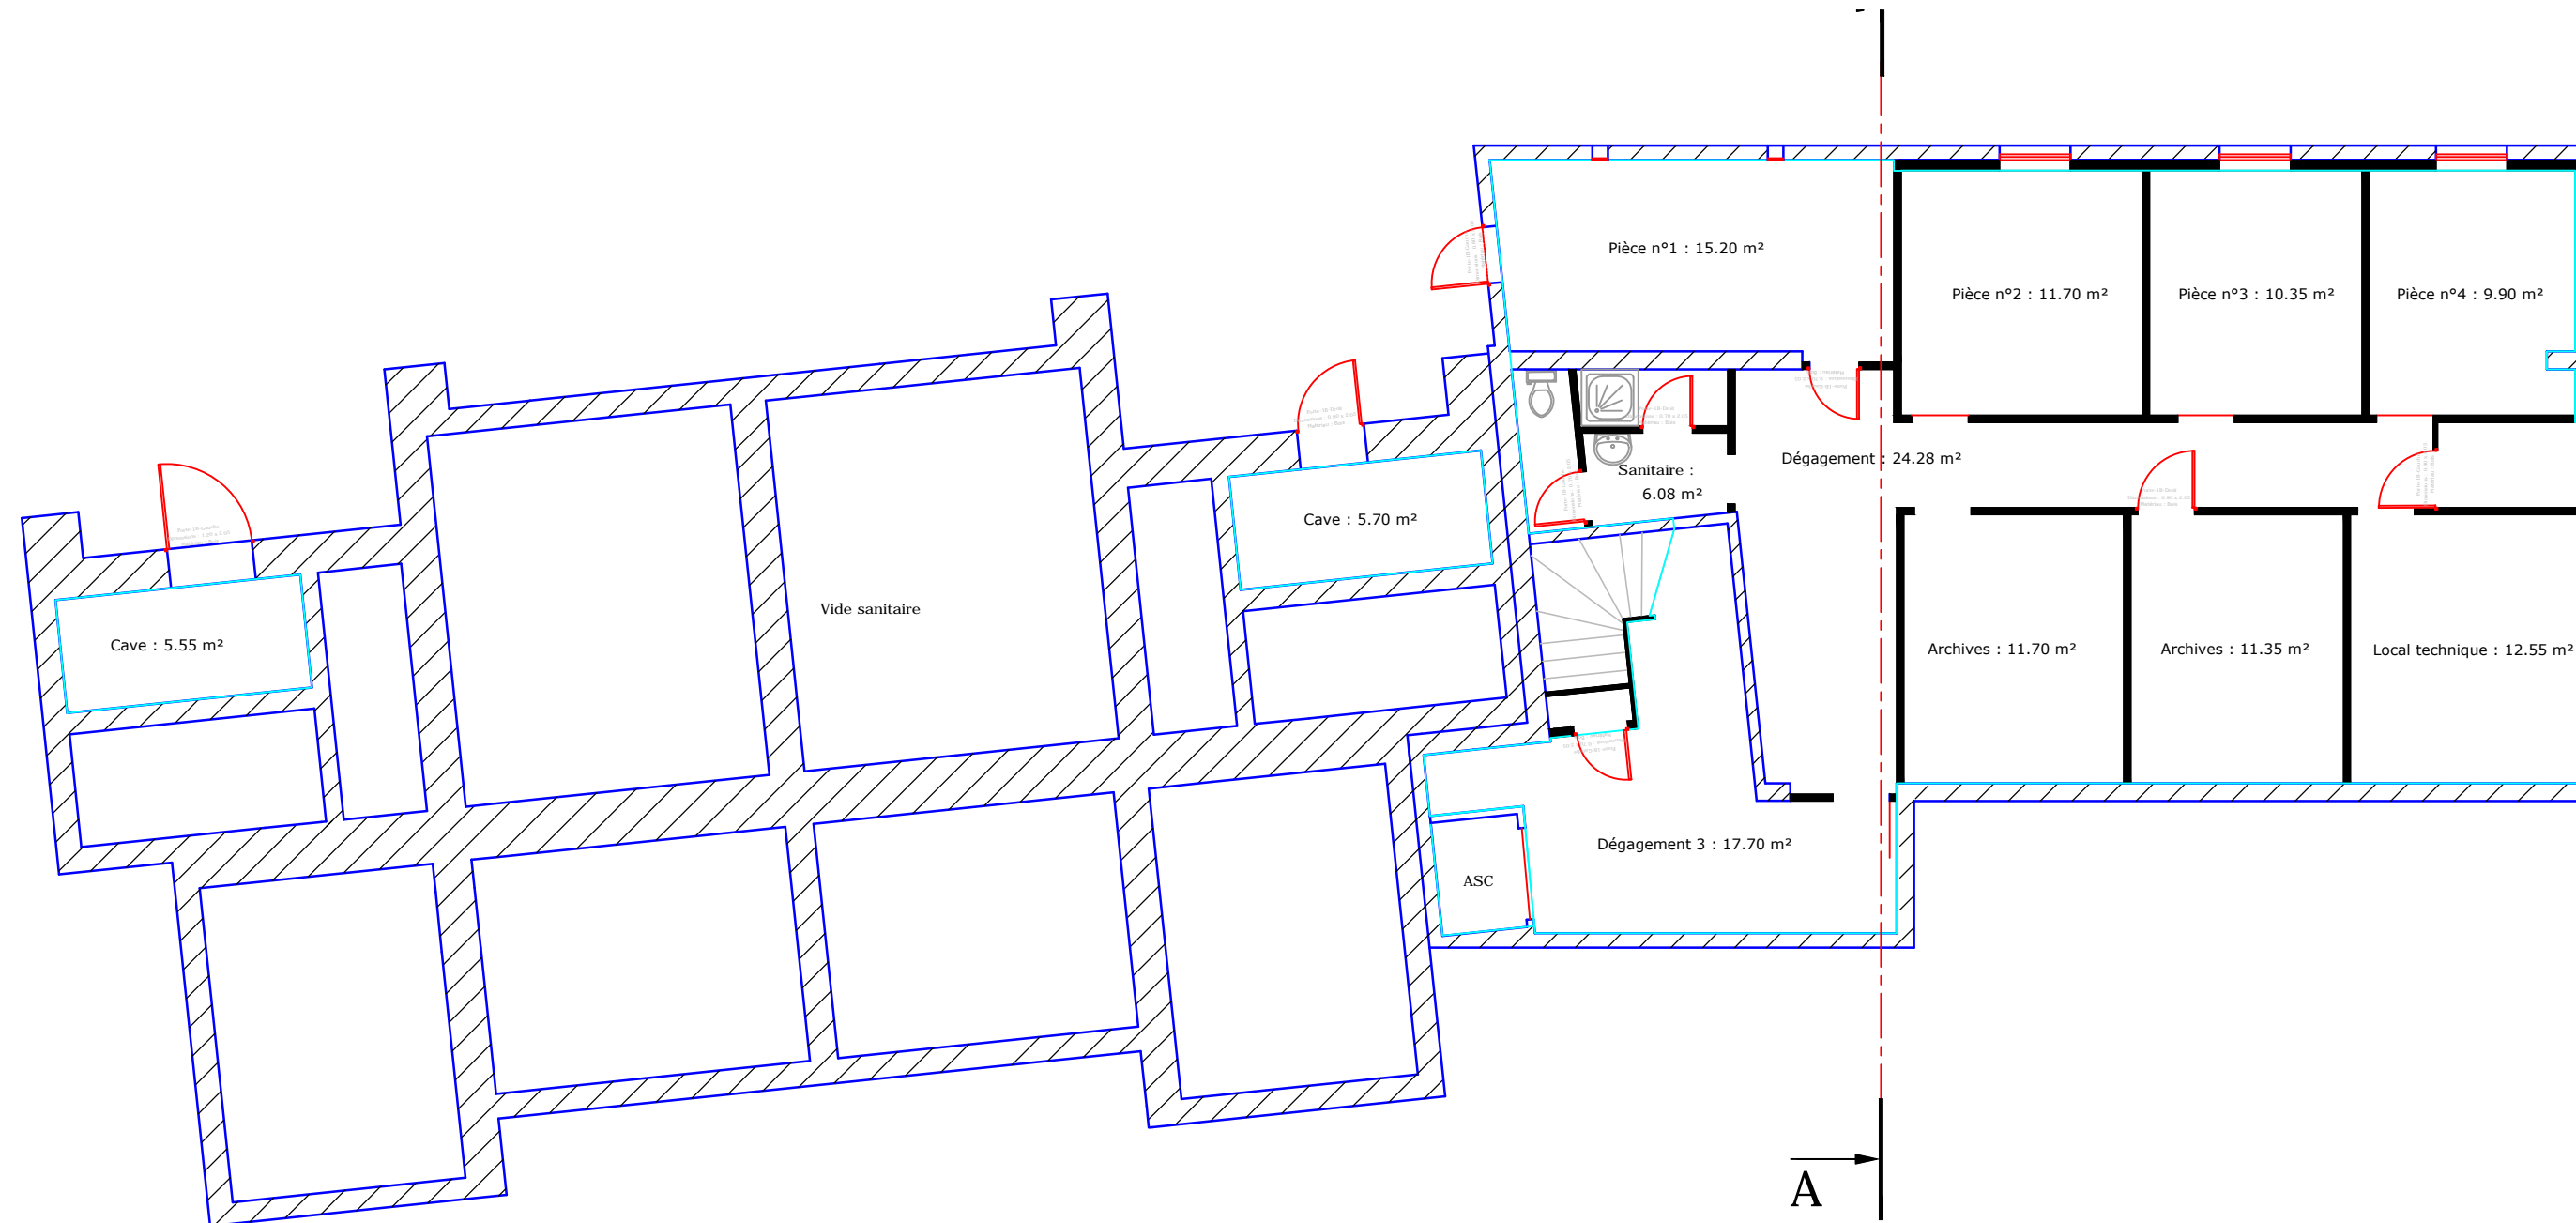 Pièce n°1 : 15.20 m²
Pièce n°2 : 11.70 m²
Pièce n°3 : 10.35 m²
Pièce n°4 : 9.90 m²
Dégagement : 24.28 m²
Sanitaire :
6.08 m²
Cave : 5.70 m²
Vide sanitaire
Cave : 5.55 m²
Archives : 11.70 m²
Archives : 11.35 m²
Local technique : 12.55 m²
Dégagement 3 : 17.70 m²
ASC
A